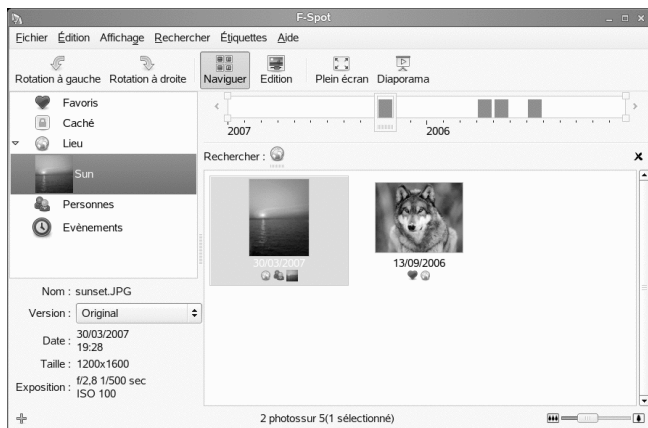 F-Spot
Fichier Édition Affichage Rechercher Étiquettes Aide
Rotation à gauche Rotation à droite Naviguer Edition Plein écran Diaporama
Favoris
Caché
Lieu
Sun
Personnes
Evènements
2007 2006
Rechercher :
30/03/2007
13/09/2006
Nom : sunset.JPG
Version : Original
Date : 30/03/2007
19:28
Taille : 1200x1600
Exposition : f/2,8 1/500 sec
ISO 100
2 photossur 5(1 sélectionné)